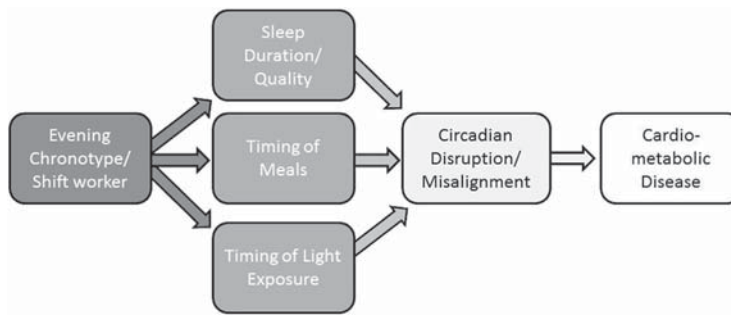 Sleep
Duration/
Quality
Evening
Chronotype/
Shift worker
Timing of
Meals
Circadian
Disruption/
Misalignment
Cardio-
metabolic
Disease
Timing of Light
Exposure